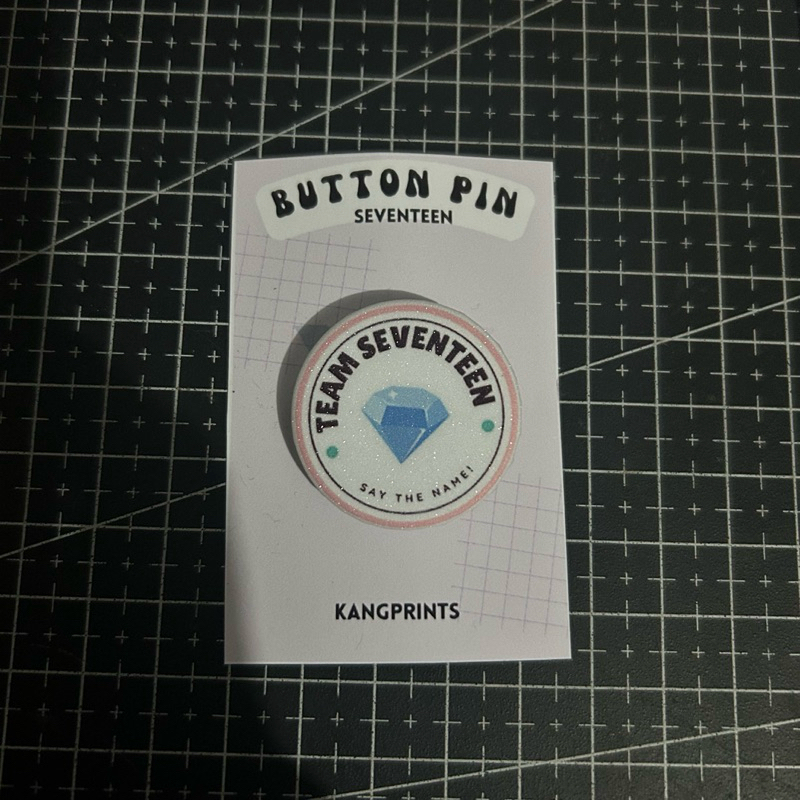 BUTTON PIN
SEVENTEEN
TEAM SEVENTEEN
SAY THE NAME!
KANGPRINTS